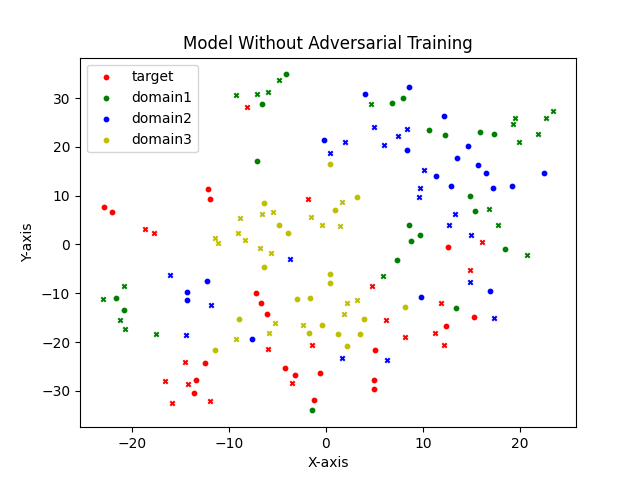 Model Without Adversarial Training
target
domain1
domain2
domain3
Y-axis
30
20
10
0
−10
−20
−30
−20
−10
0
10
20
X-axis